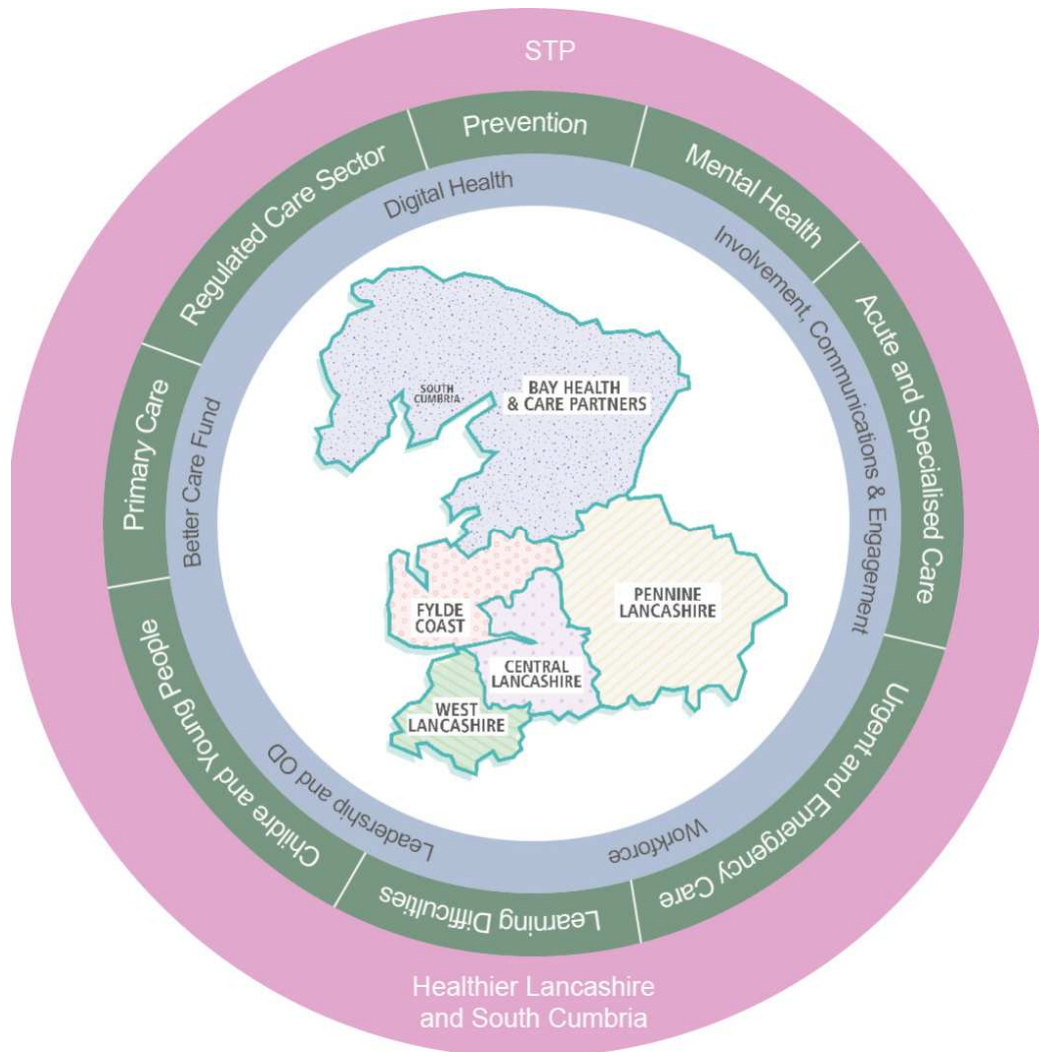 STP
Prevention
Mental Health
Acute and Specialised Care
Urgent and Emergency Care
Learning Difficulties
Childre and Young People
Primary Care
Regulated Care Sector
Digital Health
Involvement, Communications & Engagement
Workforce
Leadership and OD
Better Care Fund
SOUTH
CUMBRIA
BAY HEALTH
& CARE PARTNERS
FYLDE
COAST
PENNINE
LANCASHIRE
CENTRAL
LANCASHIRE
WEST
LANCASHIRE
Healthier Lancashire
and South Cumbria